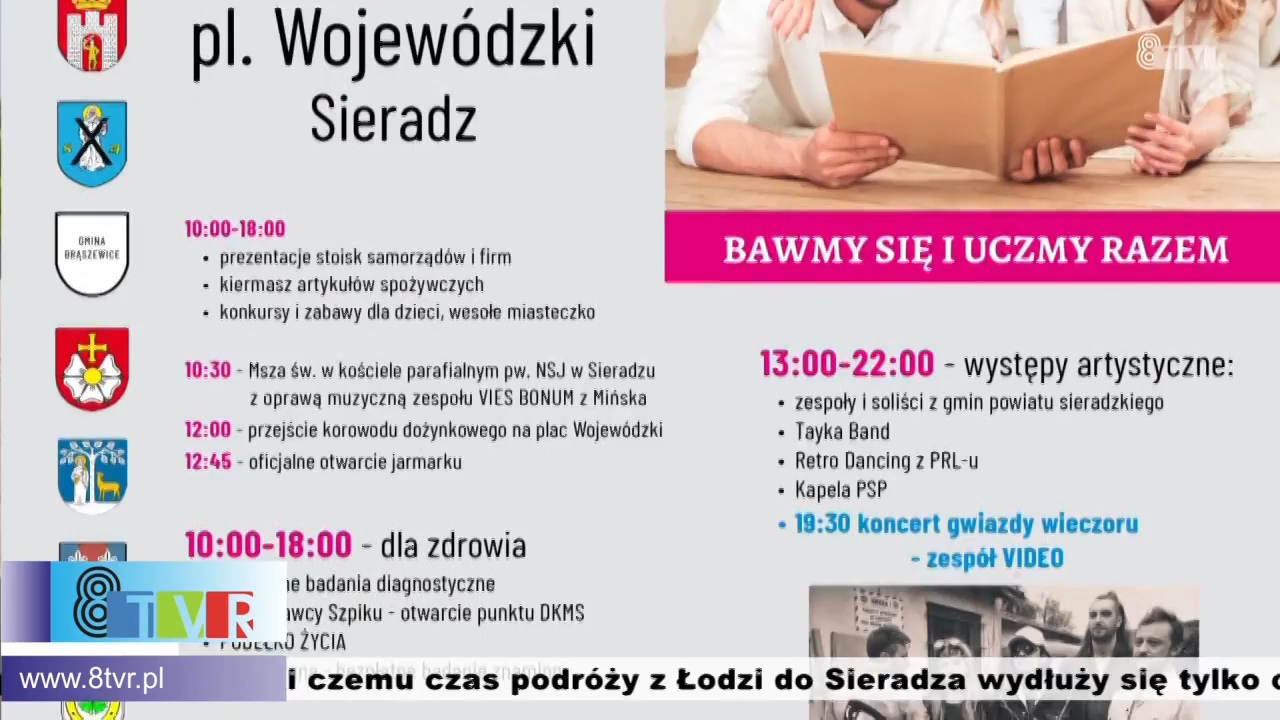 pl. Wojewódzki
Sieradz
GMINA
BRĄSZEWICE
10:00-18:00
• prezentacje stoisk samorządów i firm
• kiermasz artykułów spożywczych
• konkursy i zabawy dla dzieci, wesołe miasteczko
10:30 - Msza św. w kościele parafialnym pw. NSJ w Sieradzu
z oprawą muzyczną zespołu VIES BONUM z Mińska
12:00 - przejście korowodu dożynkowego na plac Wojewódzki
12:45 - oficjalne otwarcie jarmarku
10:00-18:00 - dla zdrowia
ne badania diagnostyczne
awcy Szpiku - otwarcie punktu DKMS
• PUDEŁKO ŻYCIA
8TVR
BAWMY SIĘ I UCZMY RAZEM
13:00-22:00 - występy artystyczne:
• zespoły i soliści z gmin powiatu sieradzkiego
• Tayka Band
• Retro Dancing z PRL-u
• Kapela PSP
• 19:30 koncert gwiazdy wieczoru
- zespół VIDEO
8TVR
www.8tvr.pl
i czemu czas podróży z Łodzi do Sieradza wydłuży się tylko o